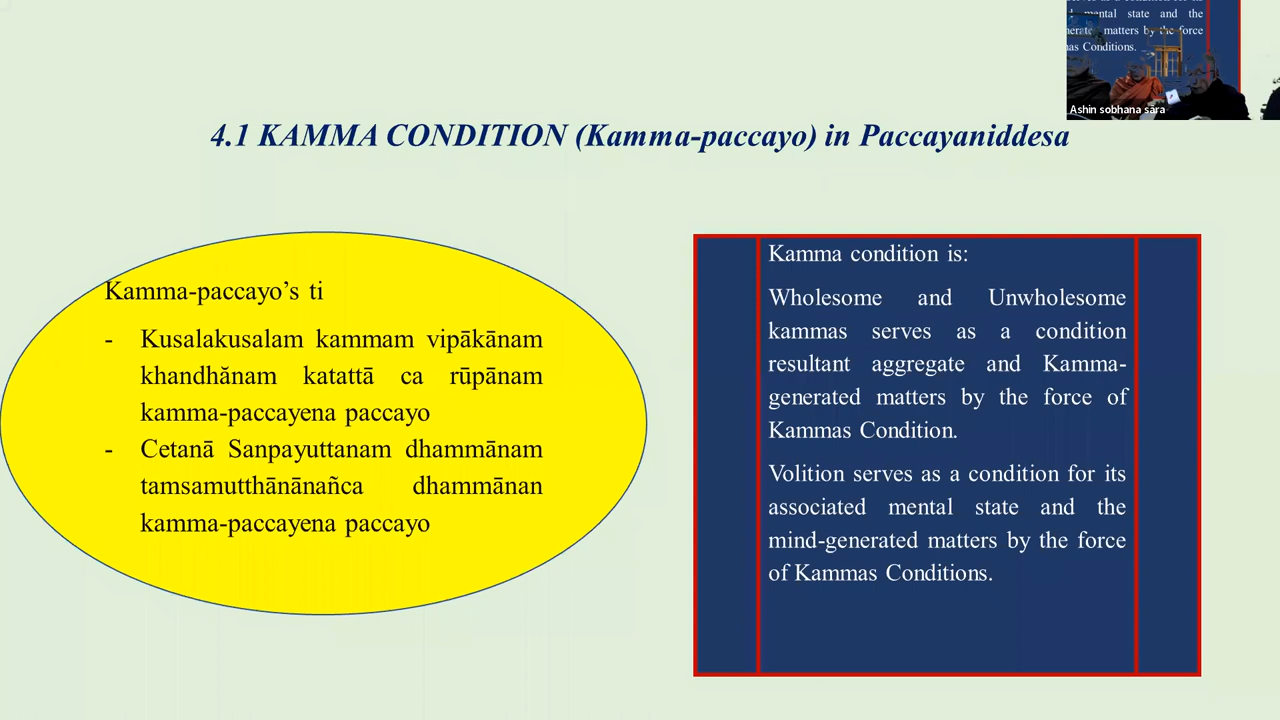 mental state and the
matters by the force
Conditions.
Ashin sobhana sara
4.1 KAMMA CONDITION (Kamma-paccayo) in Paccayaniddesa
Kamma-paccayo’s ti
- Kusalakusalam kammam vipākānam
khandhănam katattā ca rūpānam
kamma-paccayena paccayo
- Cetanā Sanpayuttanam dhammānam
tamsamutthānānañca dhammānan
kamma-paccayena paccayo
Kamma condition is:
Wholesome and Unwholesome
kammas serves as a condition
resultant aggregate and Kamma-
generated matters by the force of
Kammas Condition.
Volition serves as a condition for its
associated mental state and the
mind-generated matters by the force
of Kammas Conditions.